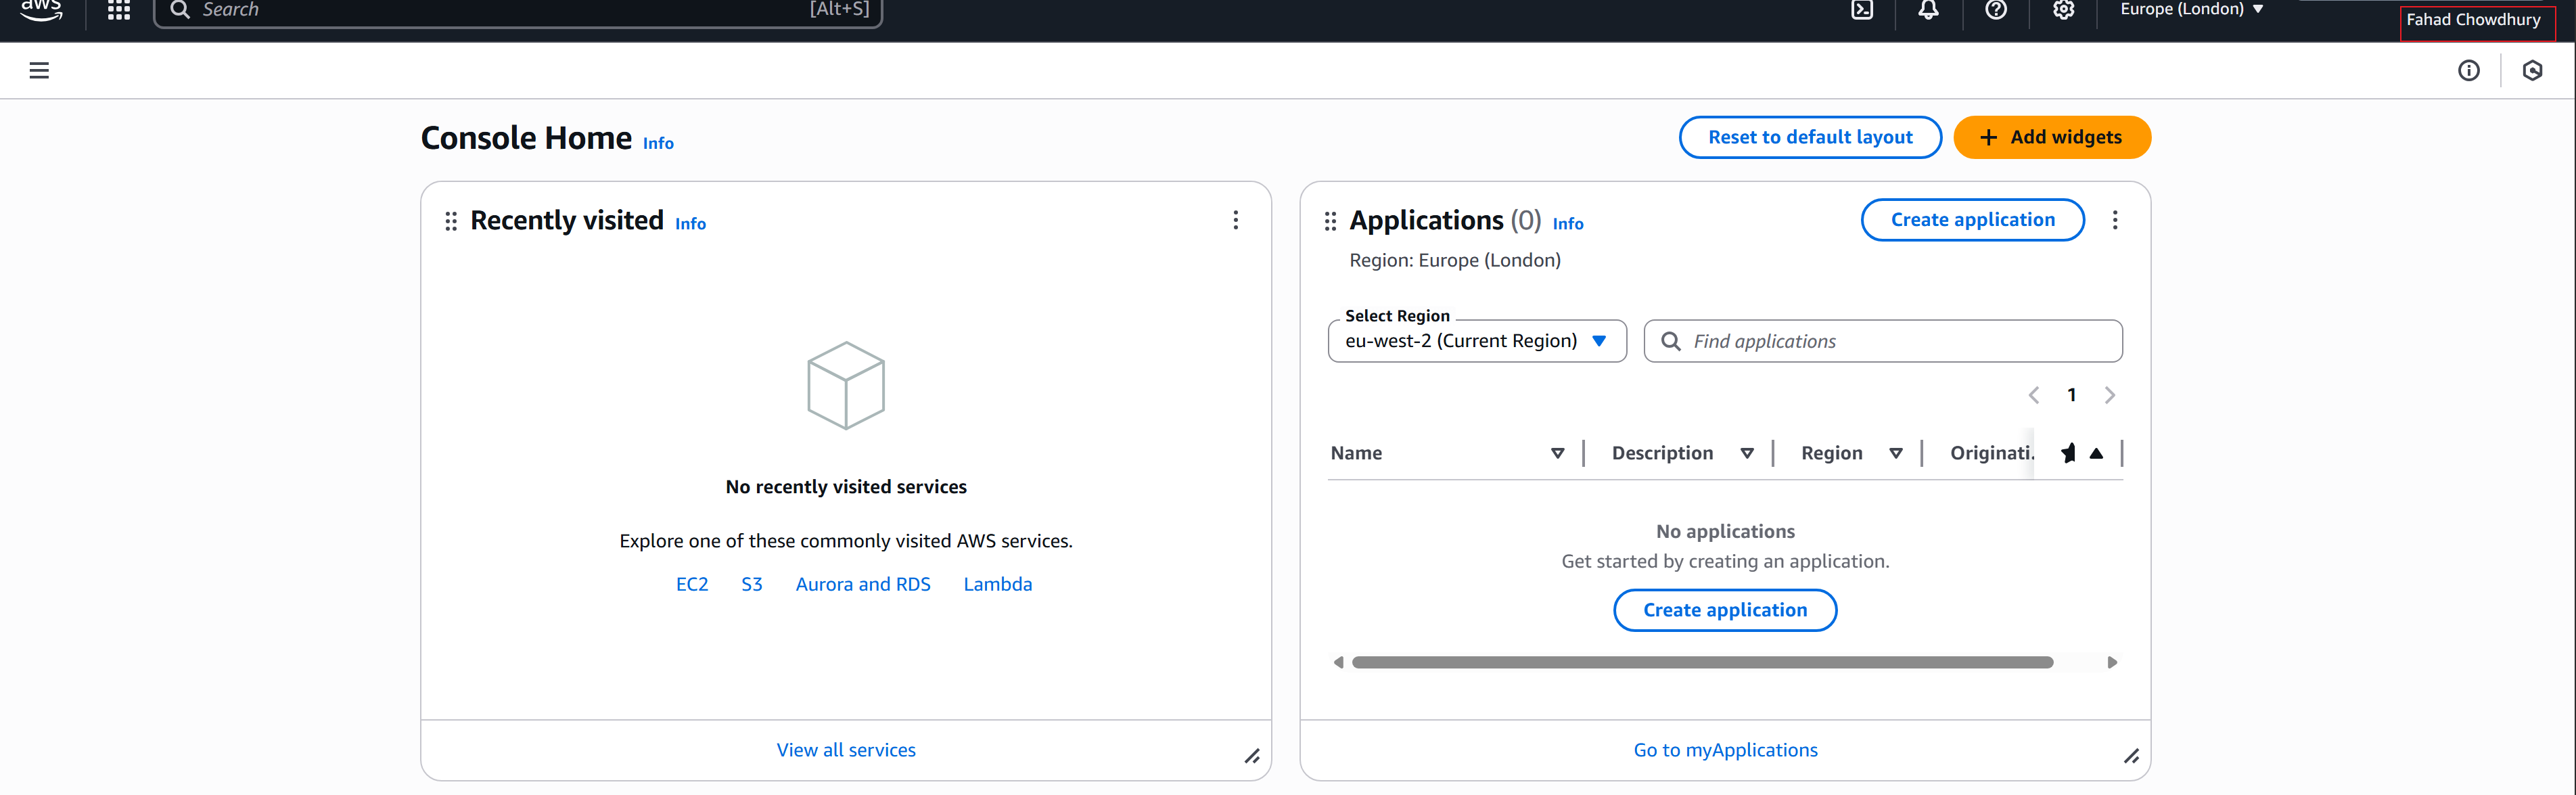 aws
Search [Alt+S]
Europe (London)
Fahad Chowdhury
Console Home Info
Reset to default layout
+ Add widgets
Recently visited Info
No recently visited services
Explore one of these commonly visited AWS services.
EC2 S3 Aurora and RDS Lambda
View all services
Applications (0) Info
Create application
Region: Europe (London)
Select Region
eu-west-2 (Current Region)
Find applications
1
Name Description Region Originati.
No applications
Get started by creating an application.
Create application
Go to myApplications